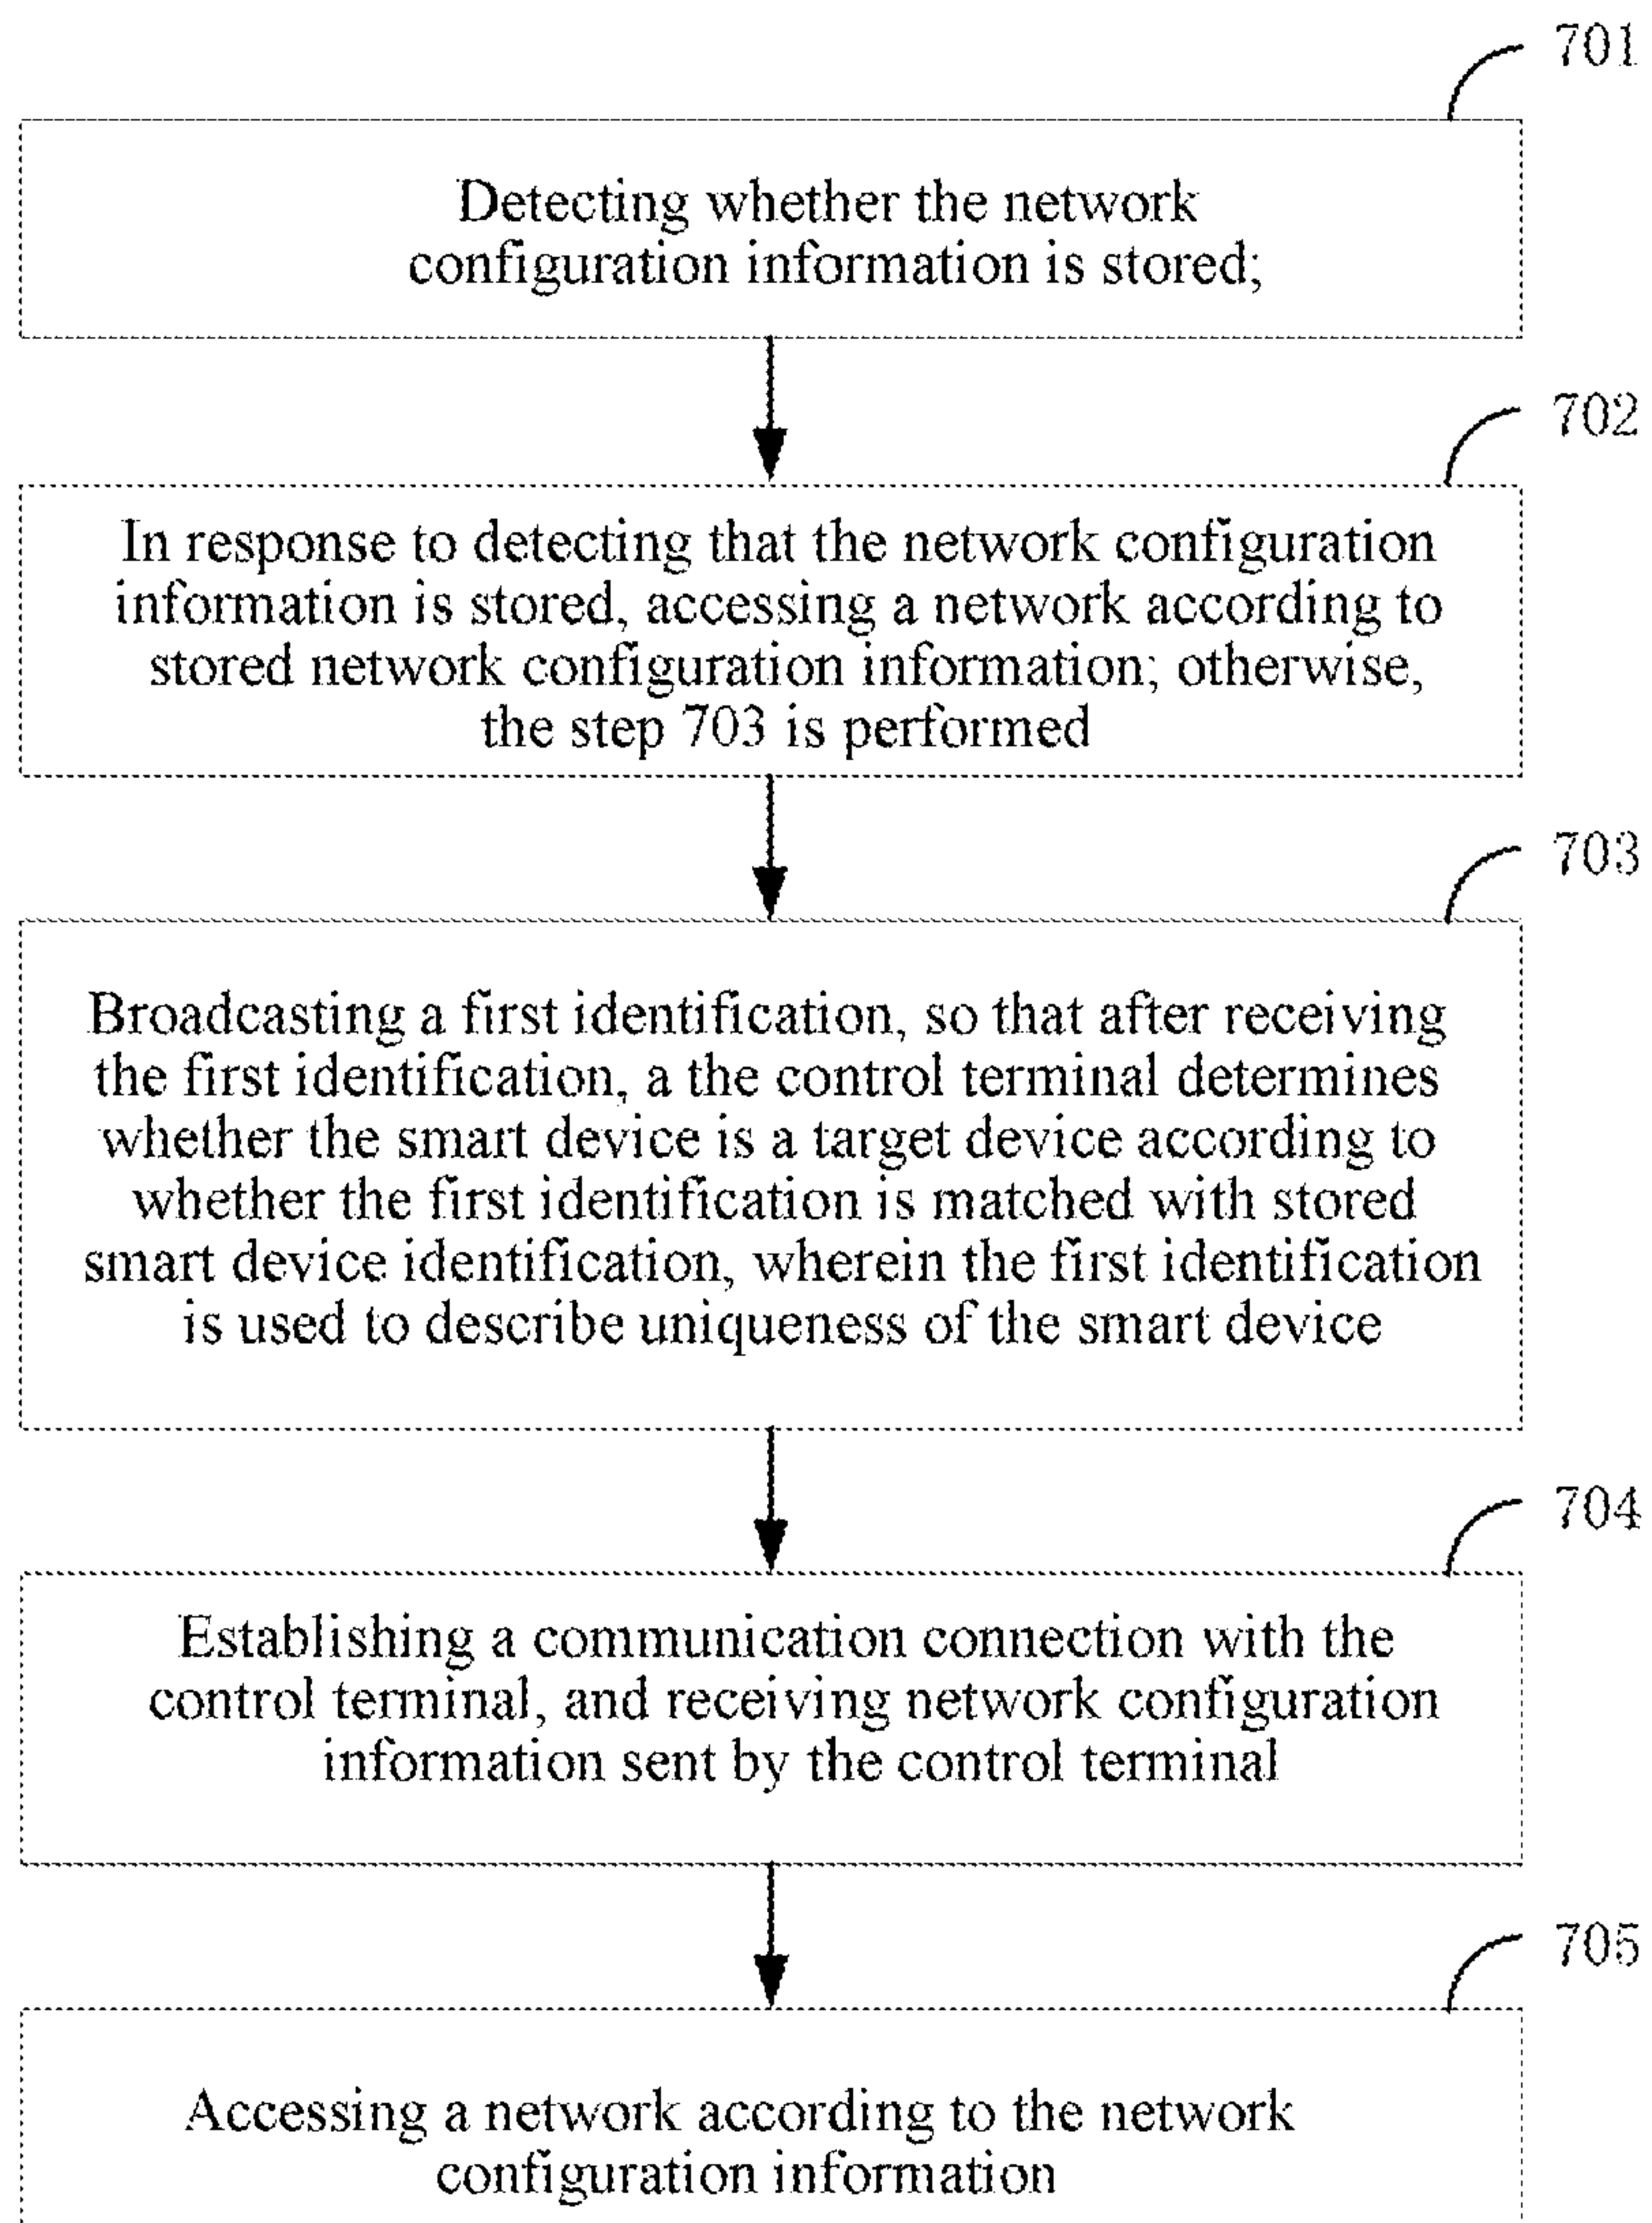 701
Detecting whether the network
configuration information is stored;
702
In response to detecting that the network configuration
information is stored, accessing a network according to
stored network configuration information; otherwise,
the step 703 is performed
703
Broadcasting a first identification, so that after receiving
the first identification, a the control terminal determines
whether the smart device is a target device according to
whether the first identification is matched with stored
smart device identification, wherein the first identification
is used to describe uniqueness of the smart device
704
Establishing a communication connection with the
control terminal, and receiving network configuration
information sent by the control terminal
705
Accessing a network according to the network
configuration information